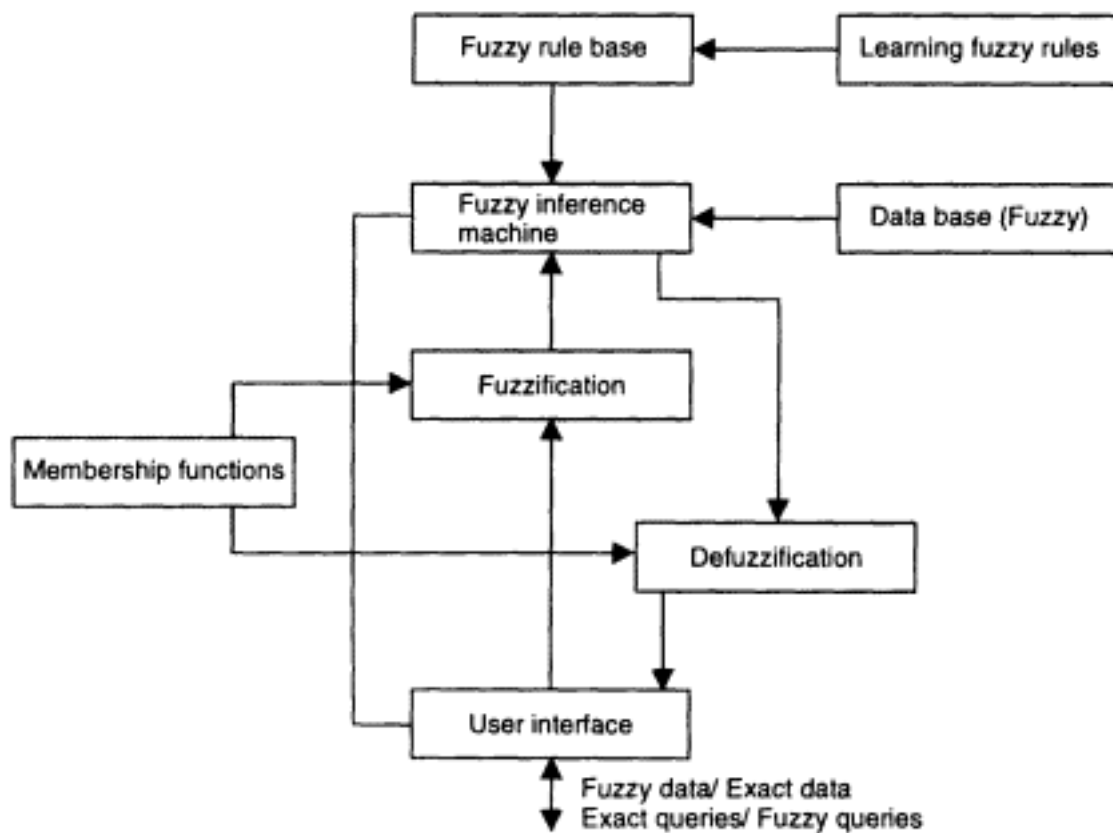 Fuzzy rule base
Learning fuzzy rules
Fuzzy inference
machine
Data base (Fuzzy)
Fuzzification
Membership functions
Defuzzification
User interface
Fuzzy data/ Exact data
Exact queries/ Fuzzy queries